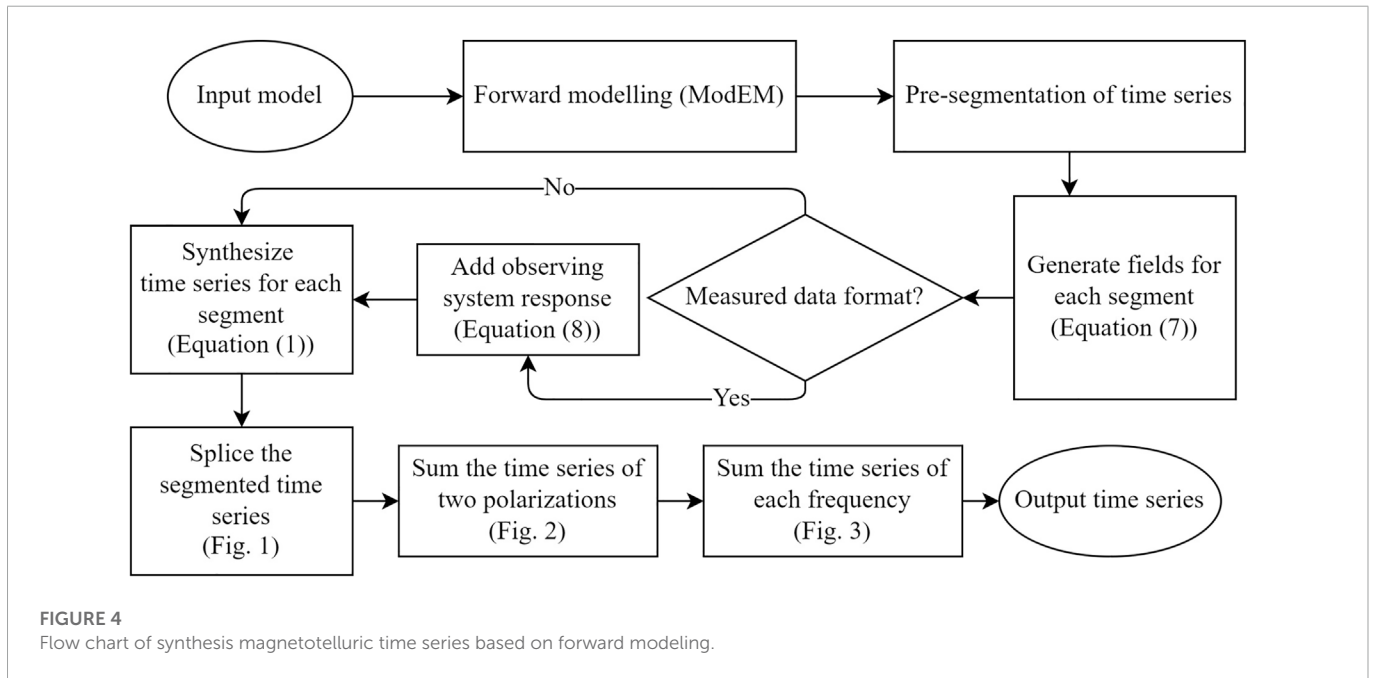 Input model
Forward modelling (ModEM)
Pre-segmentation of time series
No
Synthesize
time series for each
segment
(Equation (1))
Add observing
system response
(Equation (8))
Measured data format?
Generate fields for
each segment
(Equation (7))
Yes
Splice the
segmented time
series
(Fig. 1)
Sum the time series of
two polarizations
(Fig. 2)
Sum the time series of
each frequency
(Fig. 3)
Output time series
FIGURE 4
Flow chart of synthesis magnetotelluric time series based on forward modeling.